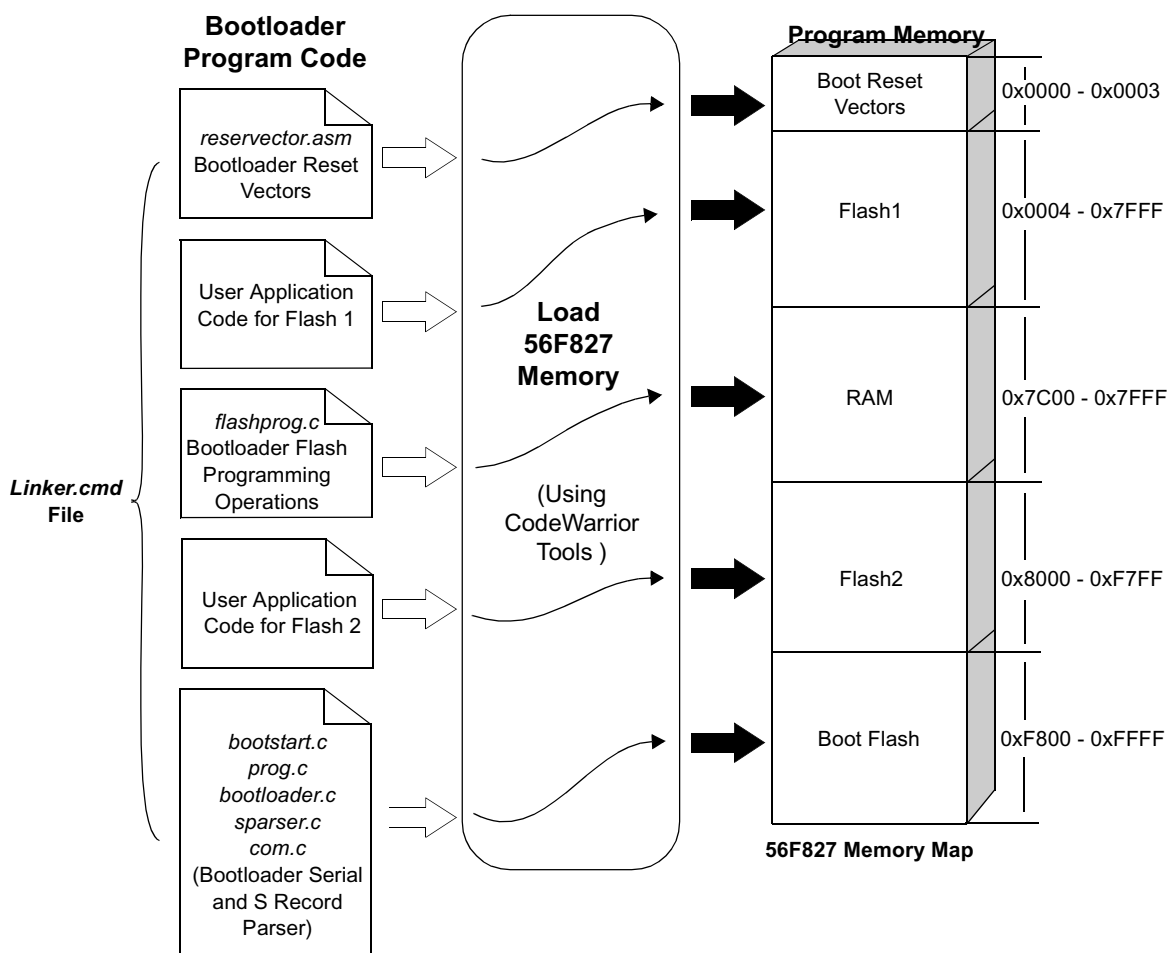 Bootloader
Program Code
reservector.asm
Bootloader Reset
Vectors
User Application
Code for Flash 1
flashprog.c
Bootloader Flash
Programming
Operations
User Application
Code for Flash 2
bootstart.c
prog.c
bootloader.c
sparser.c
com.c
(Bootloader Serial
and S Record
Parser)
Linker.cmd
File
Load
56F827
Memory
(Using
CodeWarrior
Tools )
Program Memory
Boot Reset
Vectors
0x0000 - 0x0003
Flash1
0x0004 - 0x7FFF
RAM
0x7C00 - 0x7FFF
Flash2
0x8000 - 0xF7FF
Boot Flash
0xF800 - 0xFFFF
56F827 Memory Map